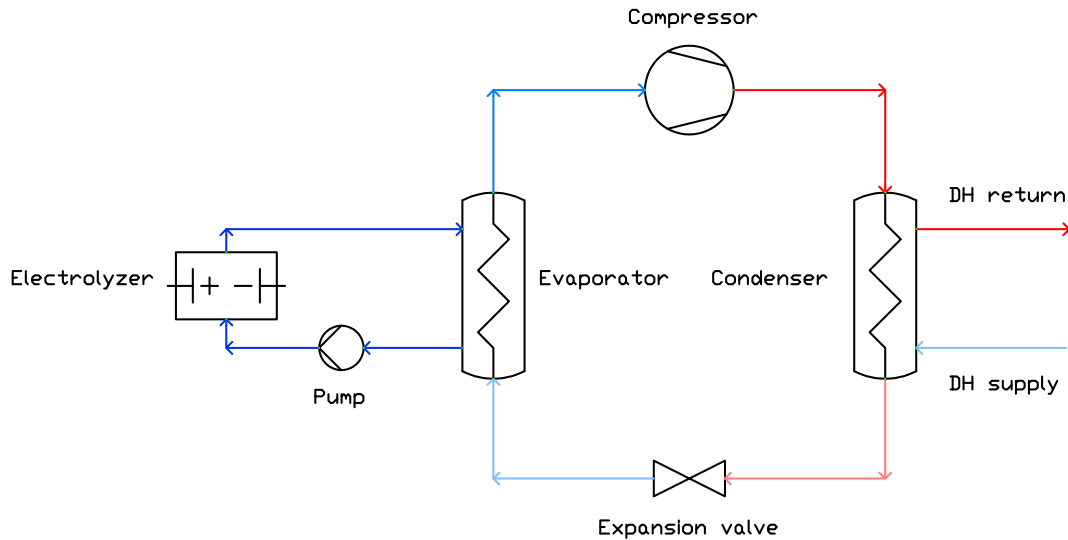 Compressor
DH return
Electrolyzer
Evaporator
Condenser
Pump
DH supply
Expansion valve